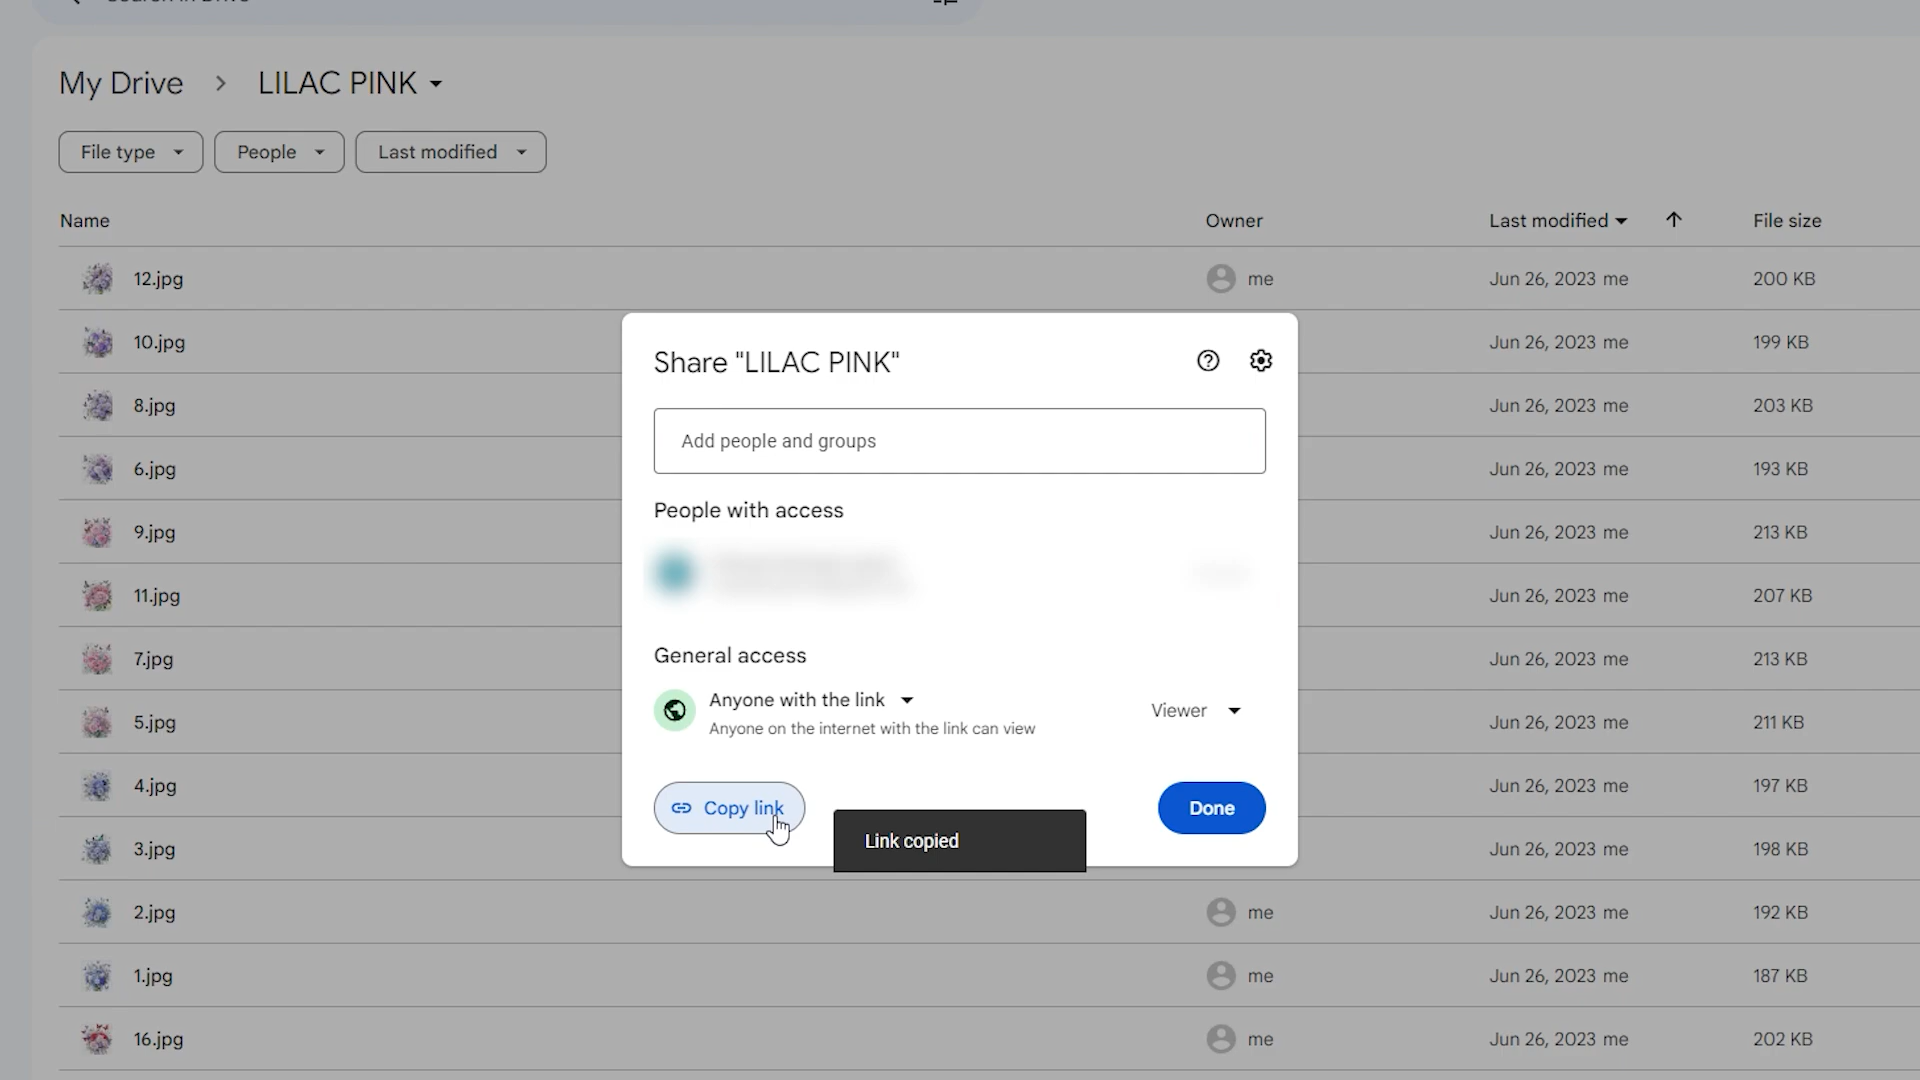 My Drive > LILAC PINK
File type People Last modified
Name Owner Last modified File size
12.jpg me Jun 26, 2023 me 200 KB
10.jpg Jun 26, 2023 me 199 KB
8.jpg Jun 26, 2023 me 203 KB
6.jpg Jun 26, 2023 me 193 KB
9.jpg Jun 26, 2023 me 213 KB
11.jpg Jun 26, 2023 me 207 KB
7.jpg Jun 26, 2023 me 213 KB
5.jpg Jun 26, 2023 me 211 KB
4.jpg Jun 26, 2023 me 197 KB
3.jpg Jun 26, 2023 me 198 KB
2.jpg me Jun 26, 2023 me 192 KB
1.jpg me Jun 26, 2023 me 187 KB
16.jpg me Jun 26, 2023 me 202 KB
Share "LILAC PINK"
Add people and groups
People with access
General access
Anyone with the link
Anyone on the internet with the link can view
Viewer
Copy link
Done
Link copied